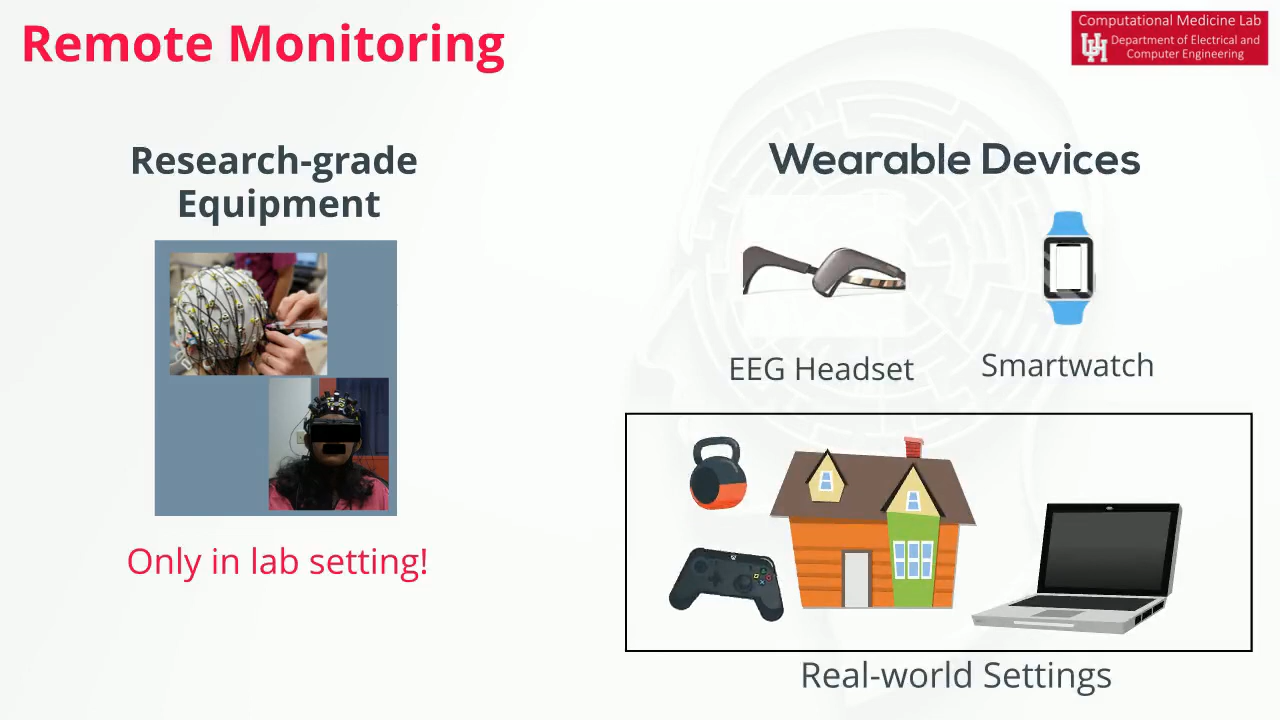 Remote Monitoring
Computational Medicine Lab
UH Department of Electrical and
Computer Engineering
Research-grade
Equipment
Only in lab setting!
Wearable Devices
EEG Headset
Smartwatch
Real-world Settings